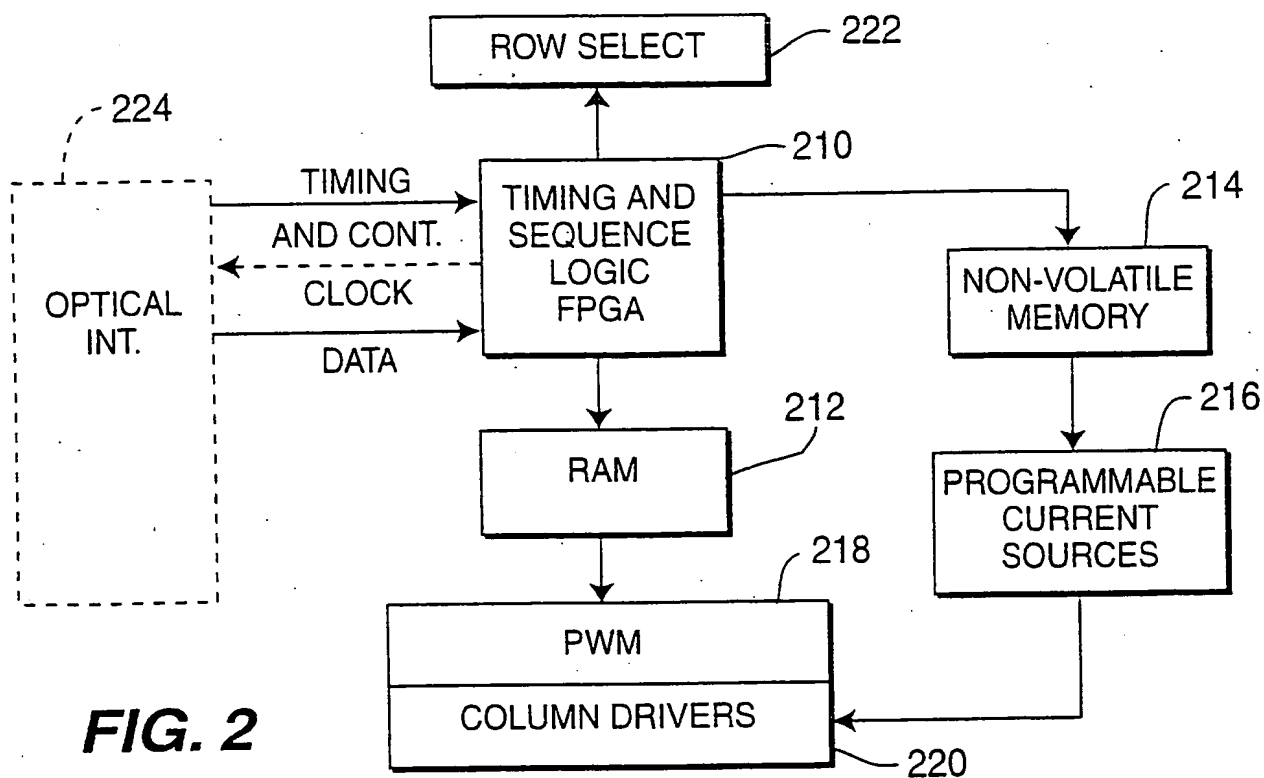 ROW SELECT
222
224
210
TIMING
AND CONT.
CLOCK
DATA
TIMING AND
SEQUENCE
LOGIC
FPGA
214
NON-VOLATILE
MEMORY
OPTICAL
INT.
212
RAM
216
PROGRAMMABLE
CURRENT
SOURCES
218
PWM
COLUMN DRIVERS
220
FIG. 2